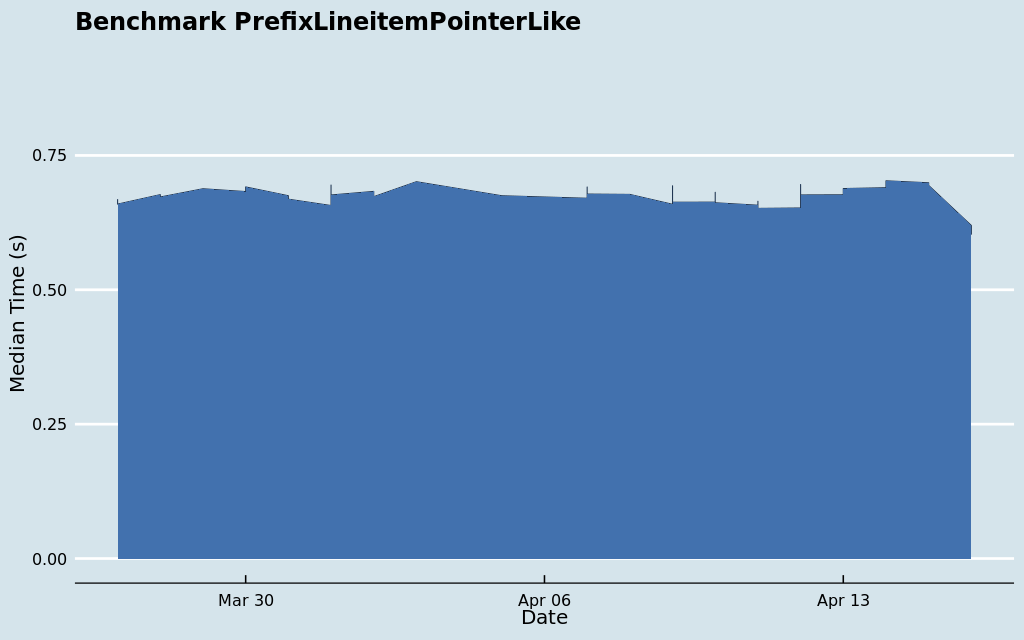 Benchmark PrefixLineitemPointerLike
Median Time (s)
0.75
0.50
0.25
0.00
Mar 30
Apr 06
Apr 13
Date